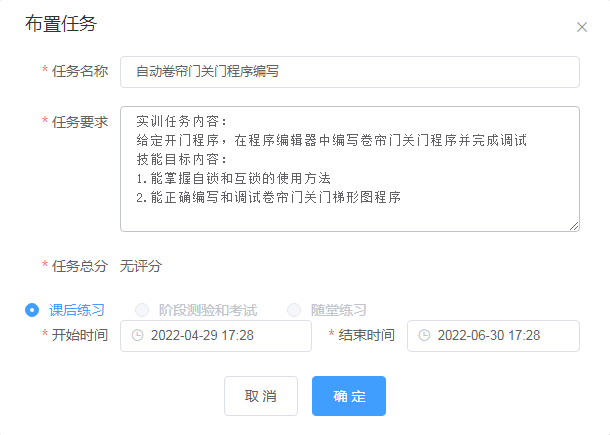 布置任务
* 任务名称 自动卷帘门关门程序编写
* 任务要求 实训任务内容：
给定开门程序，在程序编辑器中编写卷帘门关门程序并完成调试
技能目标内容：
1.能掌握自锁和互锁的使用方法
2.能正确编写和调试卷帘门关门梯形图程序
* 任务总分 无评分
课后练习 阶段测验和考试 随堂练习
* 开始时间 2022-04-29 17:28 * 结束时间 2022-06-30 17:28
取 消 确 定